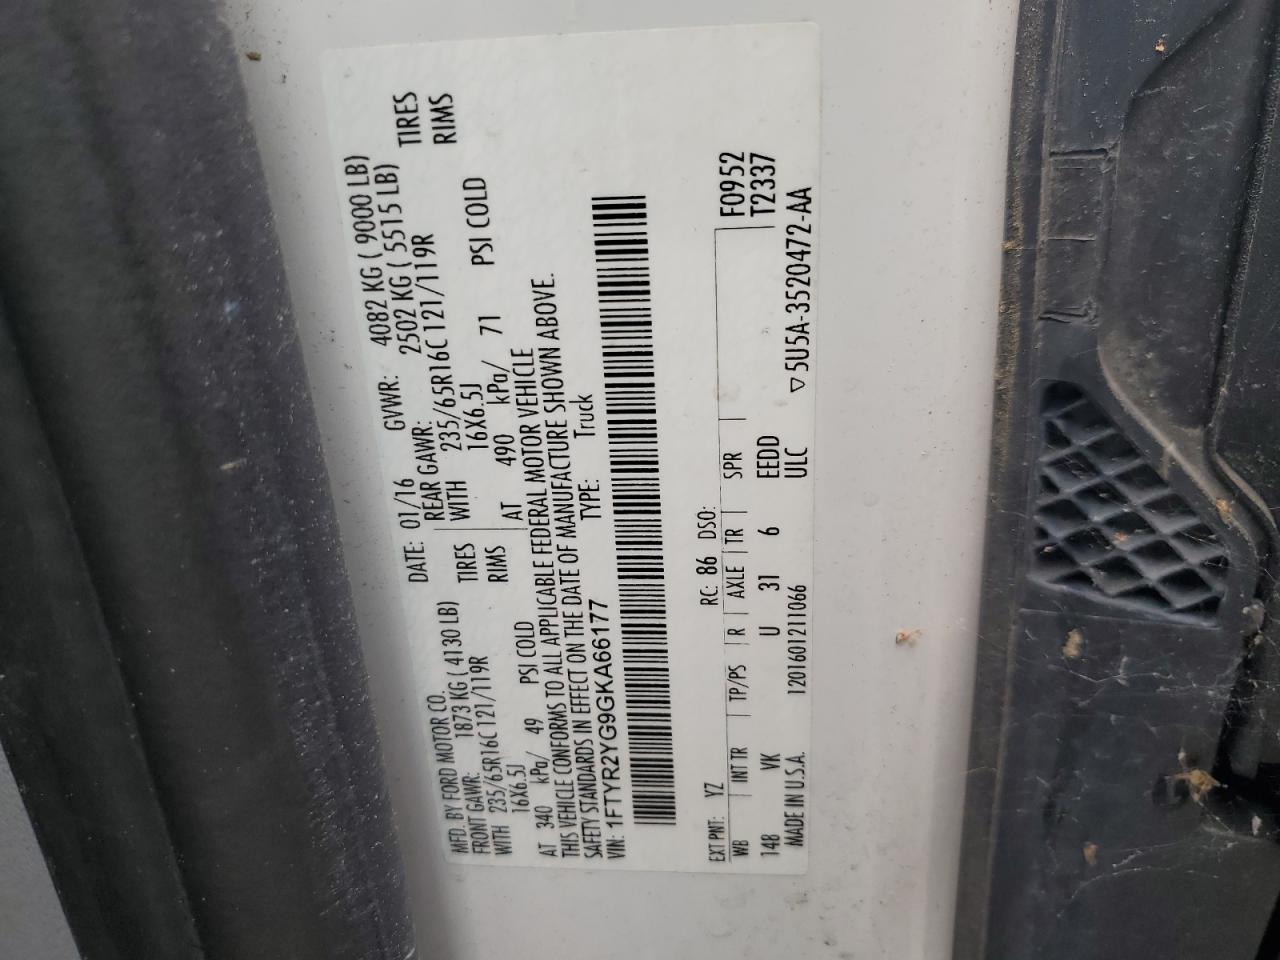 MFD. BY FORD MOTOR CO.
DATE: 01/16 GVWR: 4082 KG ( 9000 LB)
FRONT GAWR: 1873 KG ( 4130 LB)
REAR GAWR: 2502 KG ( 5515 LB)
WITH 235/65R16C 121/119R TIRES
WITH 235/65R16C 121/119R TIRES
16X6.5J RIMS
16X6.5J RIMS
AT 340 kPa/ 49 PSI COLD
AT 490 kPa/ 71 PSI COLD
THIS VEHICLE CONFORMS TO ALL APPLICABLE FEDERAL MOTOR VEHICLE
SAFETY STANDARDS IN EFFECT ON THE DATE OF MANUFACTURE SHOWN ABOVE.
VIN: 1FTYR2YG9GKA66177
TYPE: Truck
EXT PNT: YZ RC: 86 DSO: F0952
WB INT TR TP/PS R AXLE TR SPR T2337
148 VK U 31 6 EEDD
MADE IN U.S.A. 1201601211066 ULC ▽5U5A-3520472-AA